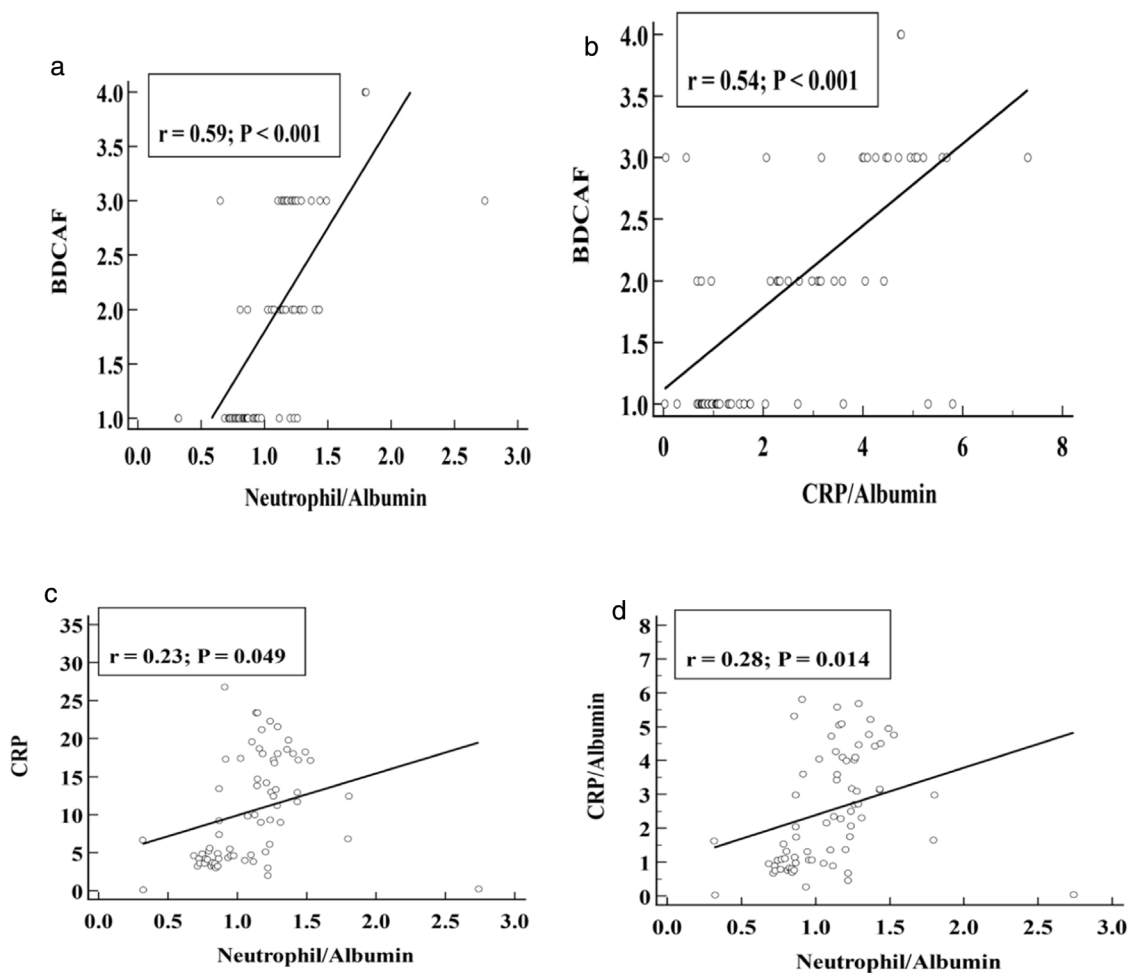 a
r = 0.59; P < 0.001
BDCAF
4.0
3.5
3.0
2.5
2.0
1.5
1.0
0.0 0.5 1.0 1.5 2.0 2.5 3.0
Neutrophil/Albumin
b
r = 0.54; P < 0.001
BDCAF
4.0
3.5
3.0
2.5
2.0
1.5
1.0
0 2 4 6 8
CRP/Albumin
c
r = 0.23; P = 0.049
CRP
35
30
25
20
15
10
5
0
0.0 0.5 1.0 1.5 2.0 2.5 3.0
Neutrophil/Albumin
d
r = 0.28; P = 0.014
CRP/Albumin
8
7
6
5
4
3
2
1
0
0.0 0.5 1.0 1.5 2.0 2.5 3.0
Neutrophil/Albumin